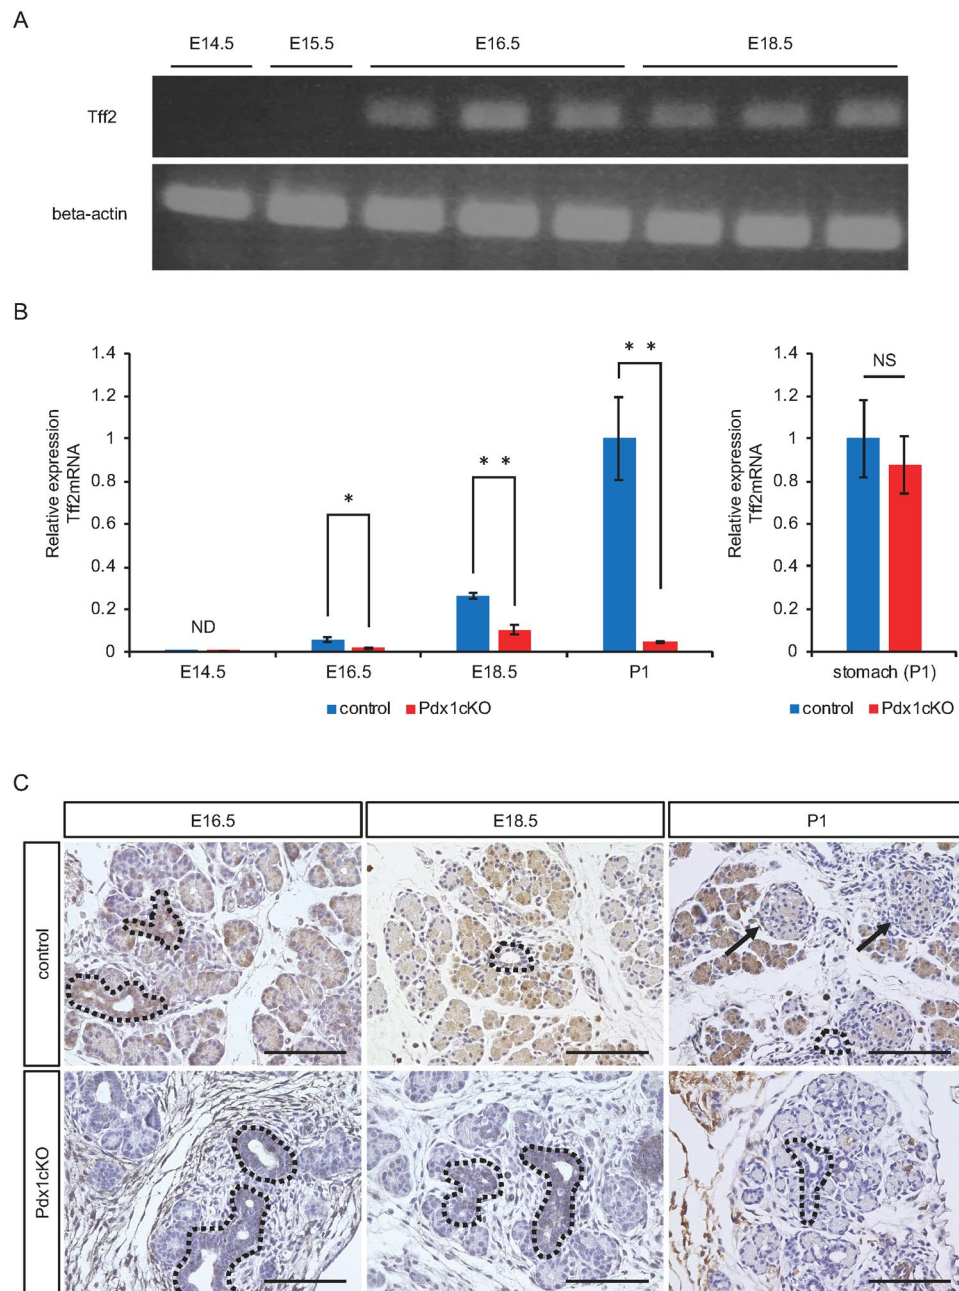 A
E14.5 E15.5 E16.5 E18.5
Tff2
beta-actin
B
Relative expression
Tff2mRNA
1.4
1.2
1
0.8
0.6
0.4
0.2
0
ND
*
* *
* *
E14.5 E16.5 E18.5 P1
control Pdx1cKO
Relative expression
Tff2mRNA
1.4
1.2
1
0.8
0.6
0.4
0.2
0
NS
stomach (P1)
control Pdx1cKO
C
E16.5 E18.5 P1
control
Pdx1cKO